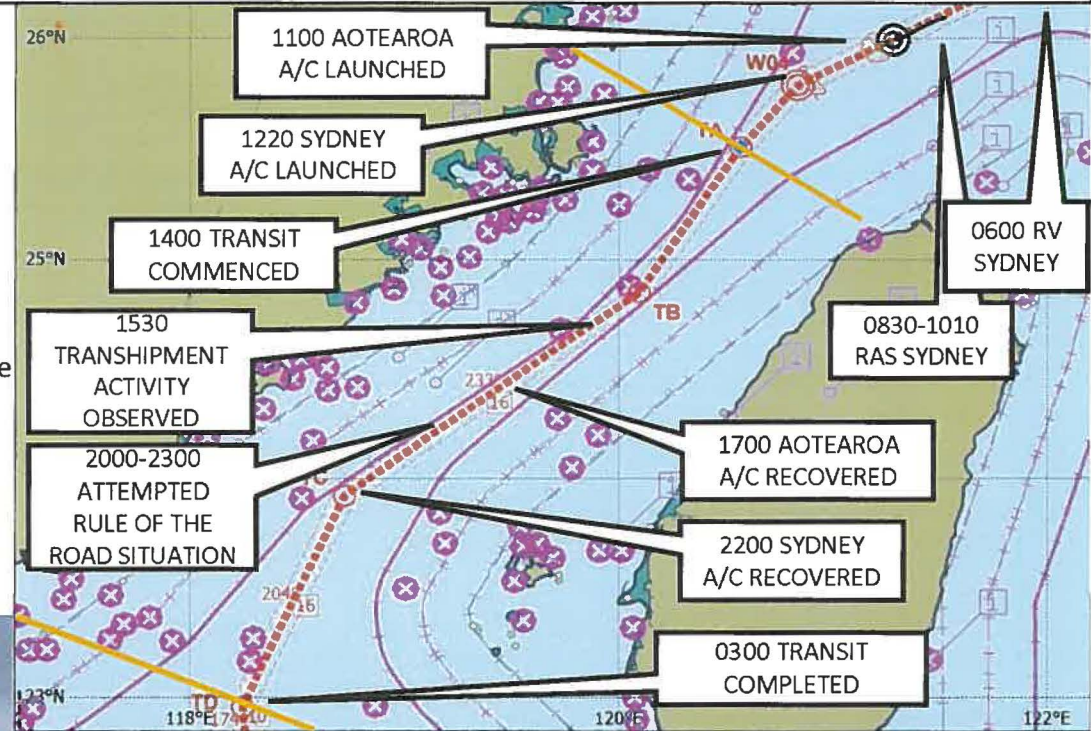 26°N
1100 AOTEAROA
A/C LAUNCHED
W04
1220 SYDNEY
A/C LAUNCHED
TA
1400 TRANSIT
COMMENCED
25°N
0600 RV
SYDNEY
TB
0830-1010
RAS SYDNEY
1530
TRANSHIPMENT
ACTIVITY
OBSERVED
e
16
1700 AOTEAROA
A/C RECOVERED
2000-2300
ATTEMPTED
RULE OF THE
ROAD SITUATION
TC
2200 SYDNEY
A/C RECOVERED
16
0300 TRANSIT
COMPLETED
23°N
TD
118°E
120°E
122°E